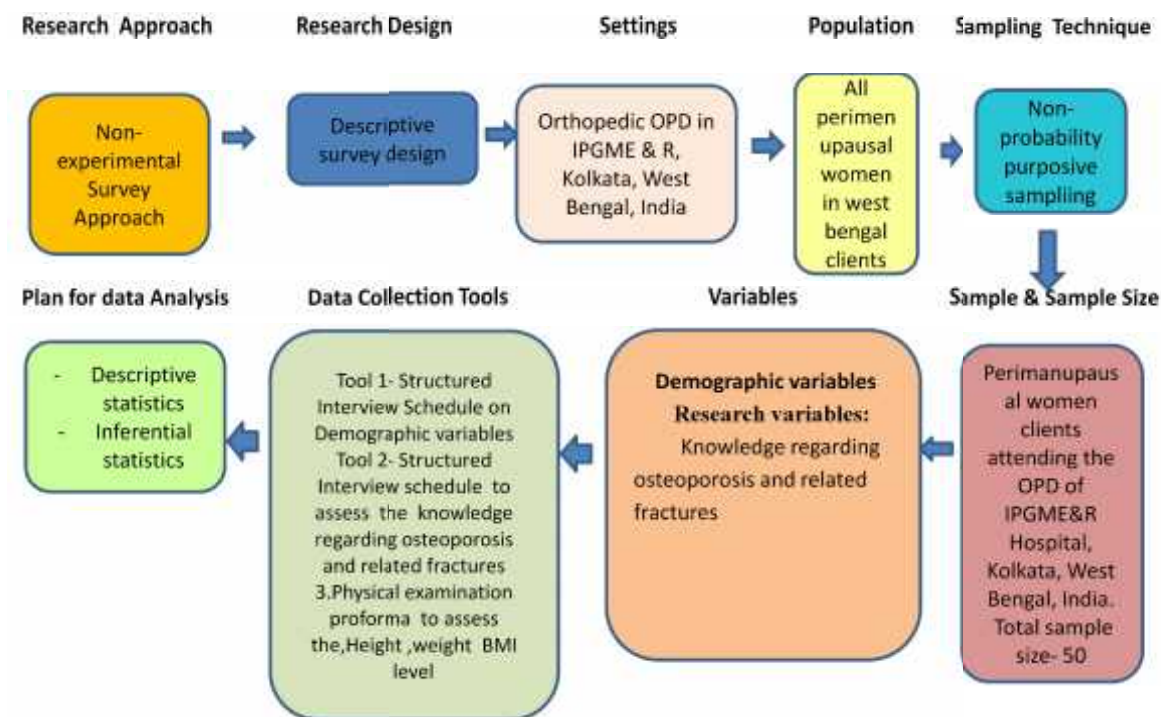 Research Approach
Research Design
Settings
Population
Sampling Technique
Non-
experimental
Survey
Approach
Descriptive
survey design
Orthopedic OPD in
IPGME & R,
Kolkata, West
Bengal, India
All
perimen
upausal
women
in west
bengal
clients
Non-
probability
purposive
sampliing
Plan for data Analysis
Data Collection Tools
Variables
Sample & Sample Size
- Descriptive
statistics
- Inferential
statistics
Tool 1- Structured
Interview Schedule on
Demographic variables
Tool 2- Structured
Interview schedule to
assess the knowledge
regarding osteoporosis
and related fractures
3.Physical examination
proforma to assess
the,Height ,weight BMI
level
Demographic variables
Research variables:
Knowledge regarding
osteoporosis and related
fractures
Perimanupaus
al women
clients
attending the
OPD of
IPGME&R
Hospital,
Kolkata, West
Bengal, India.
Total sample
size- 50